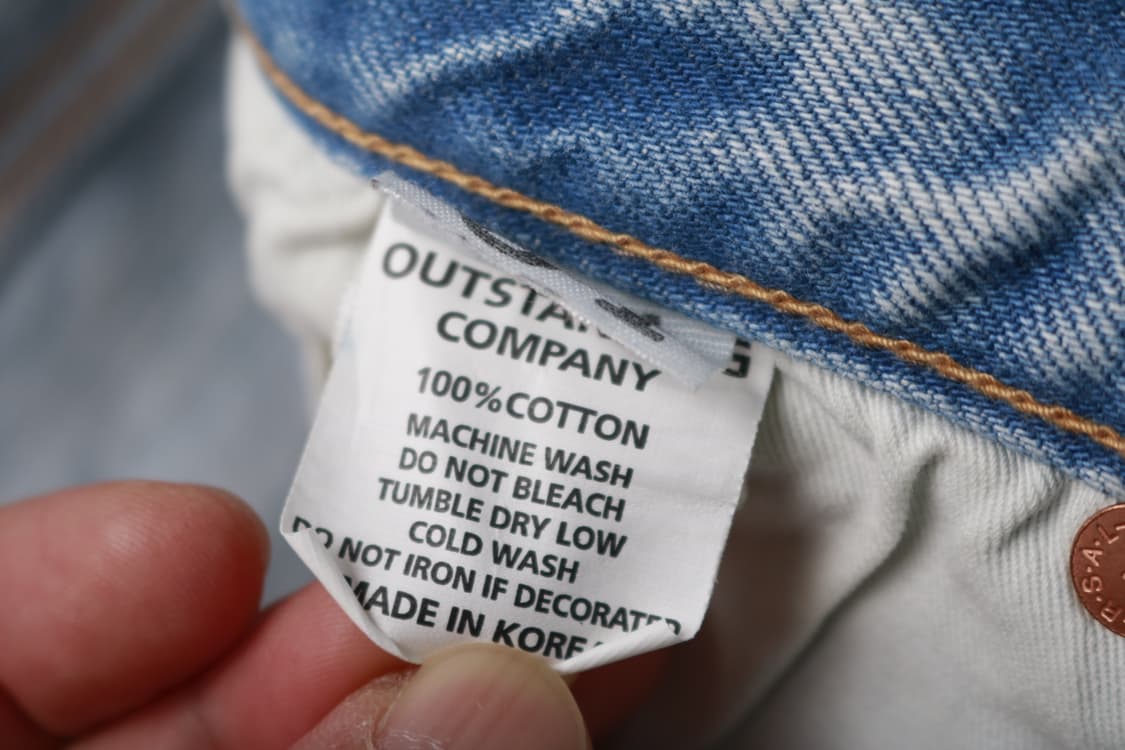 COMPANY
100%COTTON
MACHINE WASH
DO NOT BLEACH
TUMBLE DRY LOW
COLD WASH
DO NOT IRON IF DECORATED
MADE IN KOREA